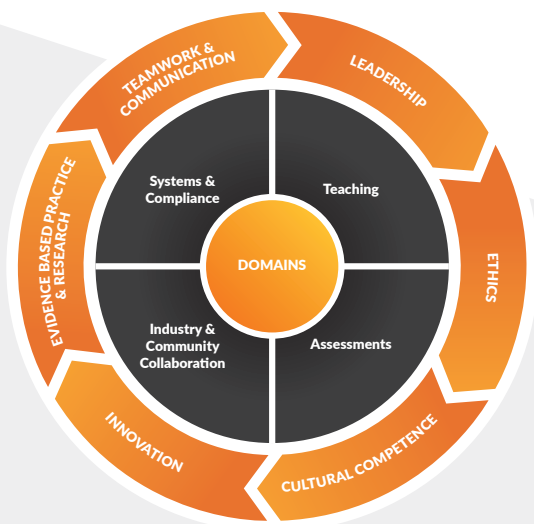 TEAMWORK &
COMMUNICATION
LEADERSHIP
ETHICS
CULTURAL COMPETENCE
INNOVATION
EVIDENCE BASED PRACTICE
& RESEARCH
Systems &
Compliance
Teaching
DOMAINS
Industry &
Community
Collaboration
Assessments